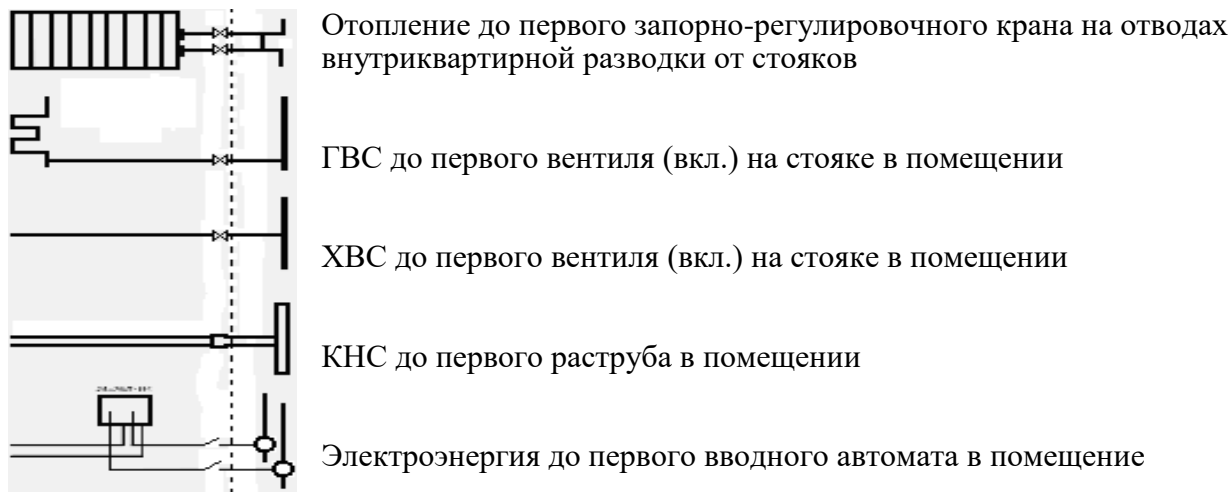 Отопление до первого запорно-регулировочного крана на отводах
внутриквартирной разводки от стояков
ГВС до первого вентиля (вкл.) на стояке в помещении
ХВС до первого вентиля (вкл.) на стояке в помещении
КНС до первого раструба в помещении
Электроэнергия до первого вводного автомата в помещение